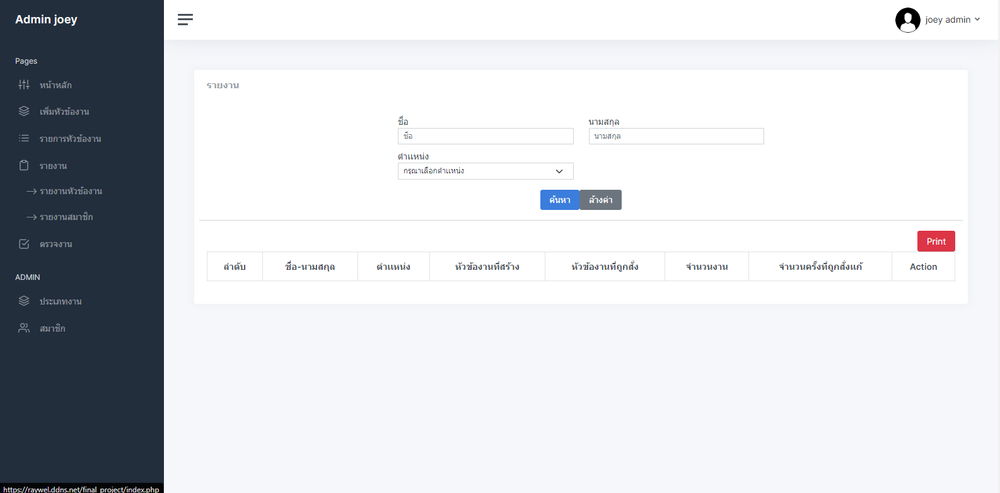 Admin joey
joey admin
Pages
หน้าหลัก
เพิ่มหัวข้องาน
รายการหัวข้องาน
รายงาน
รายงานหัวข้องาน
รายงานสมาชิก
ตรวจงาน
ADMIN
ประเภทงาน
สมาชิก
รายงาน
ชื่อ นามสกุล
ชื่อ นามสกุล
ตำแหน่ง
กรุณาเลือกตำแหน่ง
ค้นหา ล้างค่า
Print
ลำดับ ชื่อ-นามสกุล ตำแหน่ง หัวข้องานที่สร้าง หัวข้องานที่ถูกสั่ง จำนวนงาน จำนวนครั้งที่ถูกสั่งแก้ Action
https://raywel.ddns.net/final_project/index.php